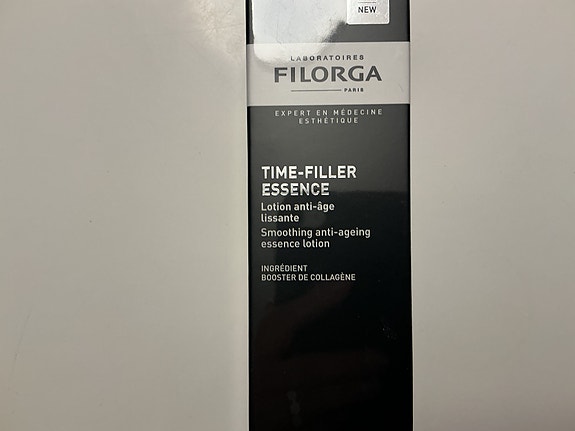 NEW
LABORATOIRES
FILORGA
PARIS
EXPERT EN MÉDECINE
ESTHÉTIQUE
TIME-FILLER
ESSENCE
Lotion anti-âge
lissante
Smoothing anti-ageing
essence lotion
INGRÉDIENT
BOOSTER DE COLLAGÈNE